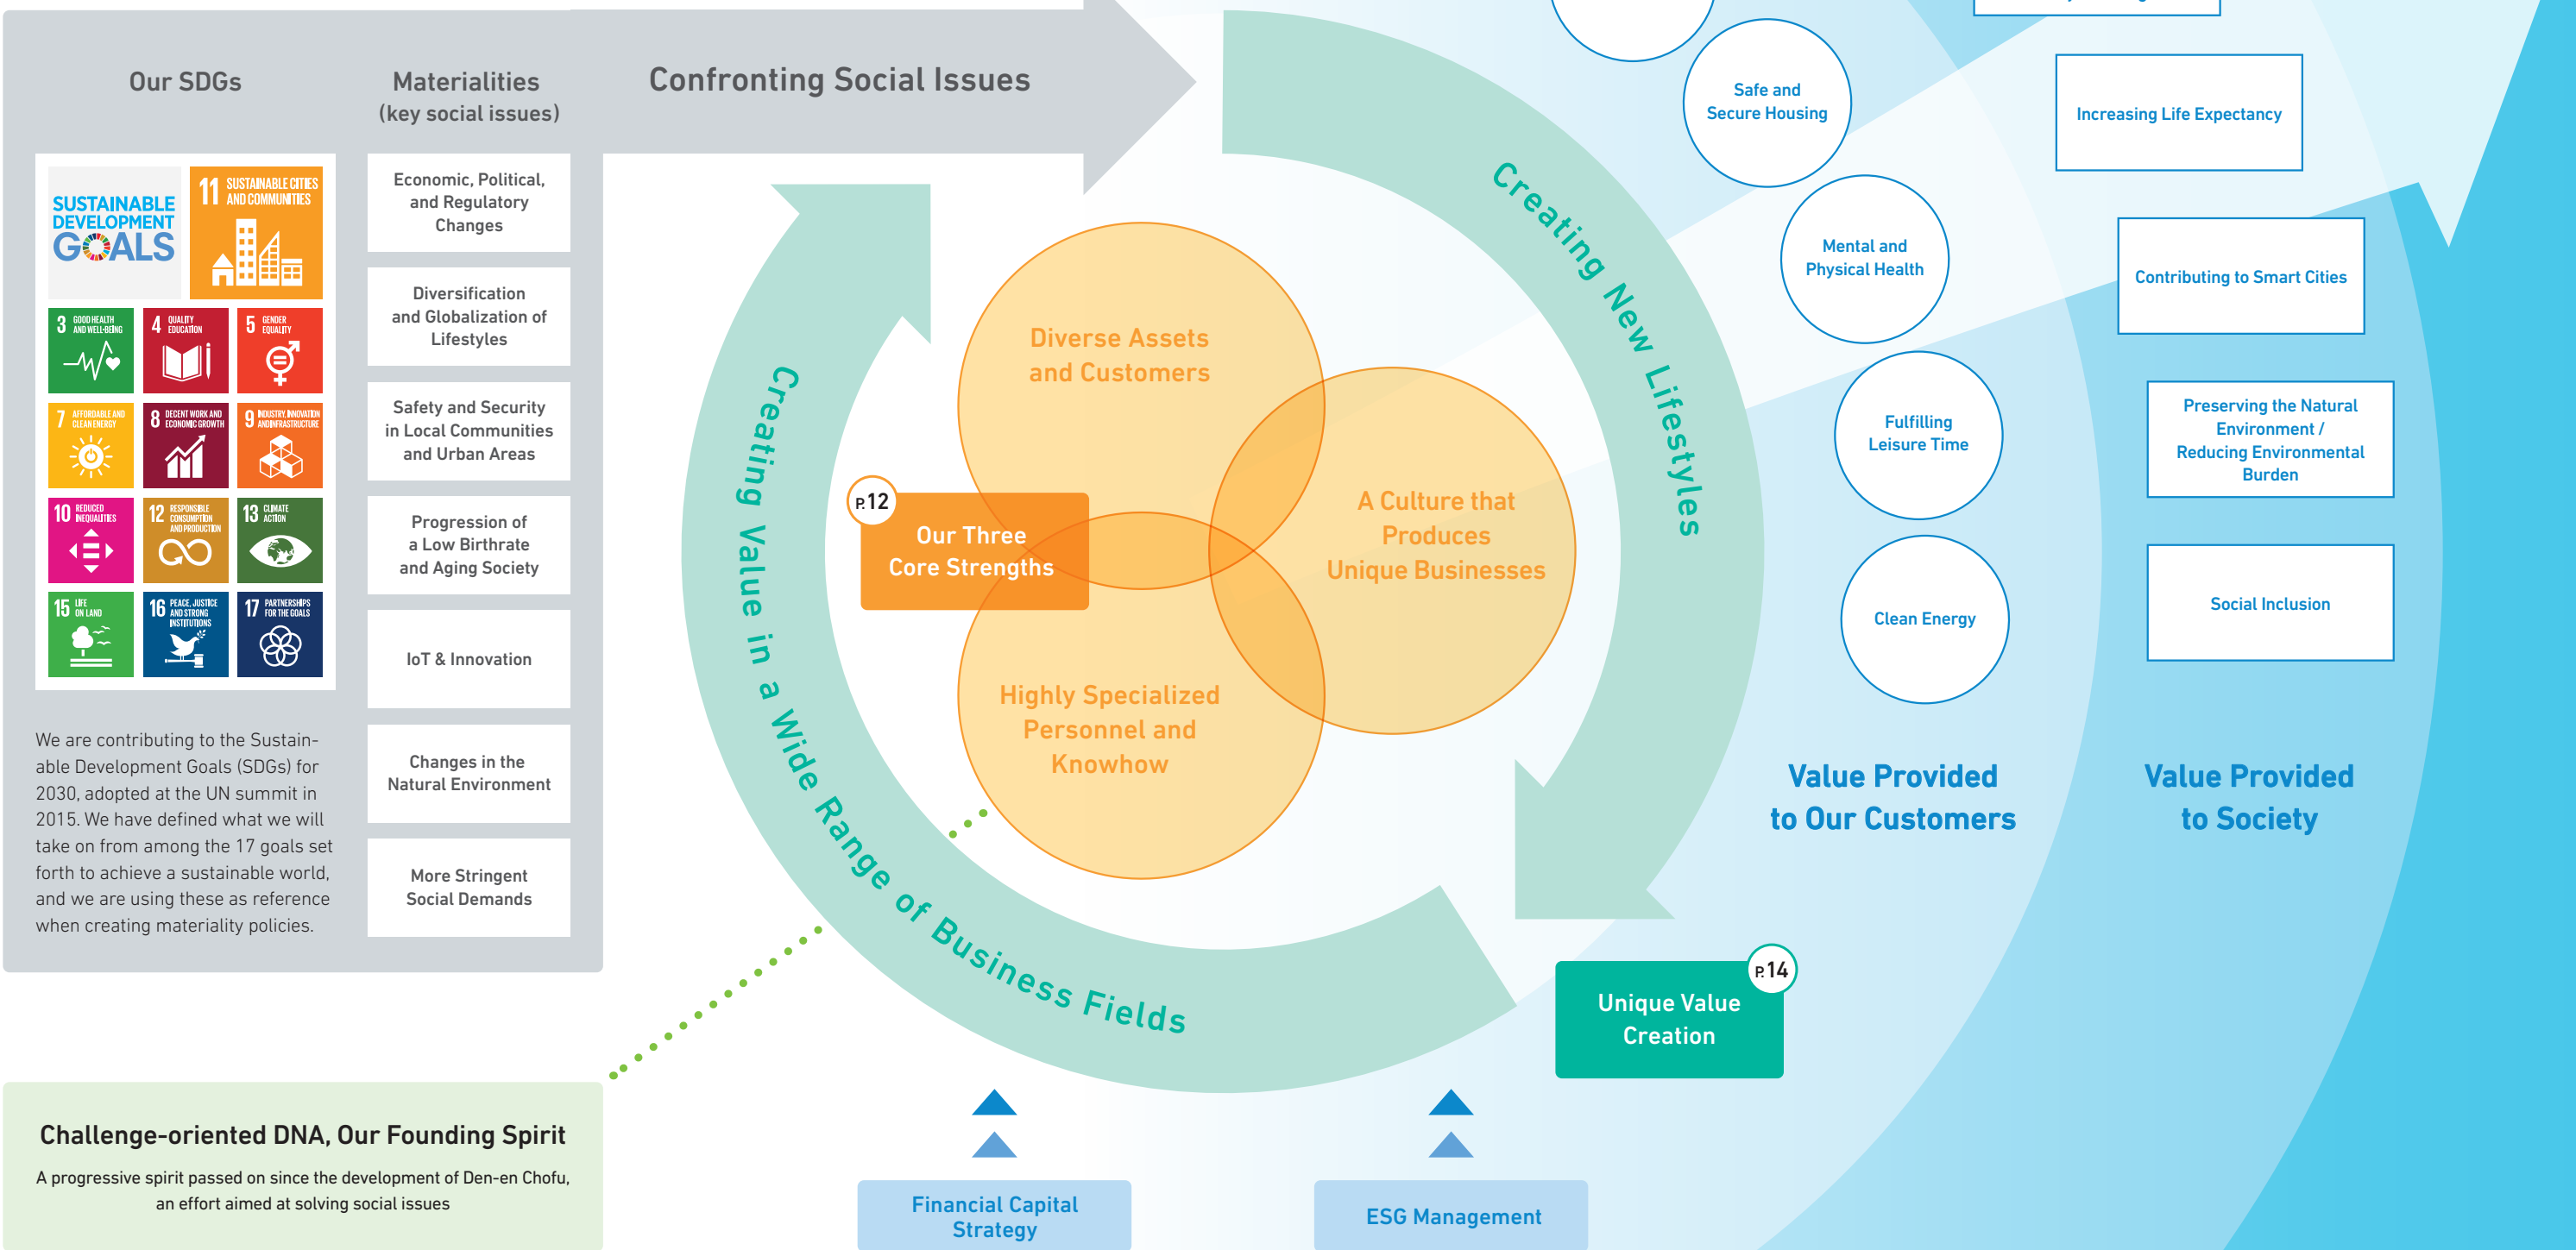 Our SDGs
Materialities
(key social issues)
Confronting Social Issues
SUSTAINABLE
DEVELOPMENT
GOALS
11 SUSTAINABLE CITIES
AND COMMUNITIES
3 GOOD HEALTH
AND WELL-BEING
4 QUALITY
EDUCATION
5 GENDER
EQUALITY
7 AFFORDABLE AND
CLEAN ENERGY
8 DECENT WORK AND
ECONOMIC GROWTH
9 INDUSTRY, INNOVATION
AND INFRASTRUCTURE
10 REDUCED
INEQUALITIES
12 RESPONSIBLE
CONSUMPTION
AND PRODUCTION
13 CLIMATE
ACTION
15 LIFE
ON LAND
16 PEACE, JUSTICE
AND STRONG
INSTITUTIONS
17 PARTNERSHIPS
FOR THE GOALS
We are contributing to the Sustain-
able Development Goals (SDGs) for
2030, adopted at the UN summit in
2015. We have defined what we will
take on from among the 17 goals set
forth to achieve a sustainable world,
and we are using these as reference
when creating materiality policies.
Economic, Political,
and Regulatory
Changes
Diversification
and Globalization of
Lifestyles
Safety and Security
in Local Communities
and Urban Areas
Progression of
a Low Birthrate
and Aging Society
IoT & Innovation
Changes in the
Natural Environment
More Stringent
Social Demands
Creating Value in a Wide Range of Business Fields
Creating New Lifestyles
Diverse Assets
and Customers
A Culture that
Produces
Unique Businesses
Highly Specialized
Personnel and
Knowhow
P.12
Our Three
Core Strengths
P.14
Unique Value
Creation
Safe and
Secure Housing
Mental and
Physical Health
Fulfilling
Leisure Time
Clean Energy
Value Provided
to Our Customers
Increasing Life Expectancy
Contributing to Smart Cities
Preserving the Natural
Environment /
Reducing Environmental
Burden
Social Inclusion
Value Provided
to Society
Challenge-oriented DNA, Our Founding Spirit
A progressive spirit passed on since the development of Den-en Chofu,
an effort aimed at solving social issues
Financial Capital
Strategy
ESG Management